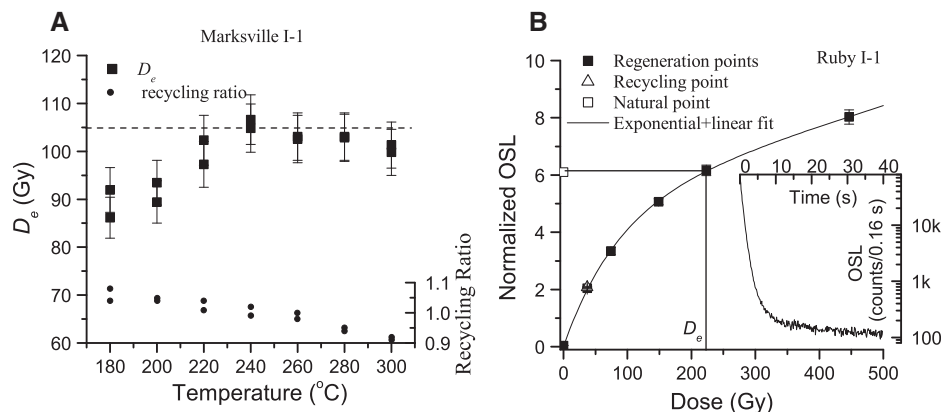 A
Marksville I-1
120
110
100
90
80
70
60
De (Gy)
De
recycling ratio
1.1
1.0
0.9
Recycling Ratio
180 200 220 240 260 280 300
Temperature (°C)
B
Ruby I-1
10
8
6
4
2
0
Normalized OSL
Regeneration points
Recycling point
Natural point
Exponential+linear fit
0 10 20 30 40
Time (s)
10k
1k
100
OSL
(counts/0.16 s)
De
0 100 200 300 400 500
Dose (Gy)